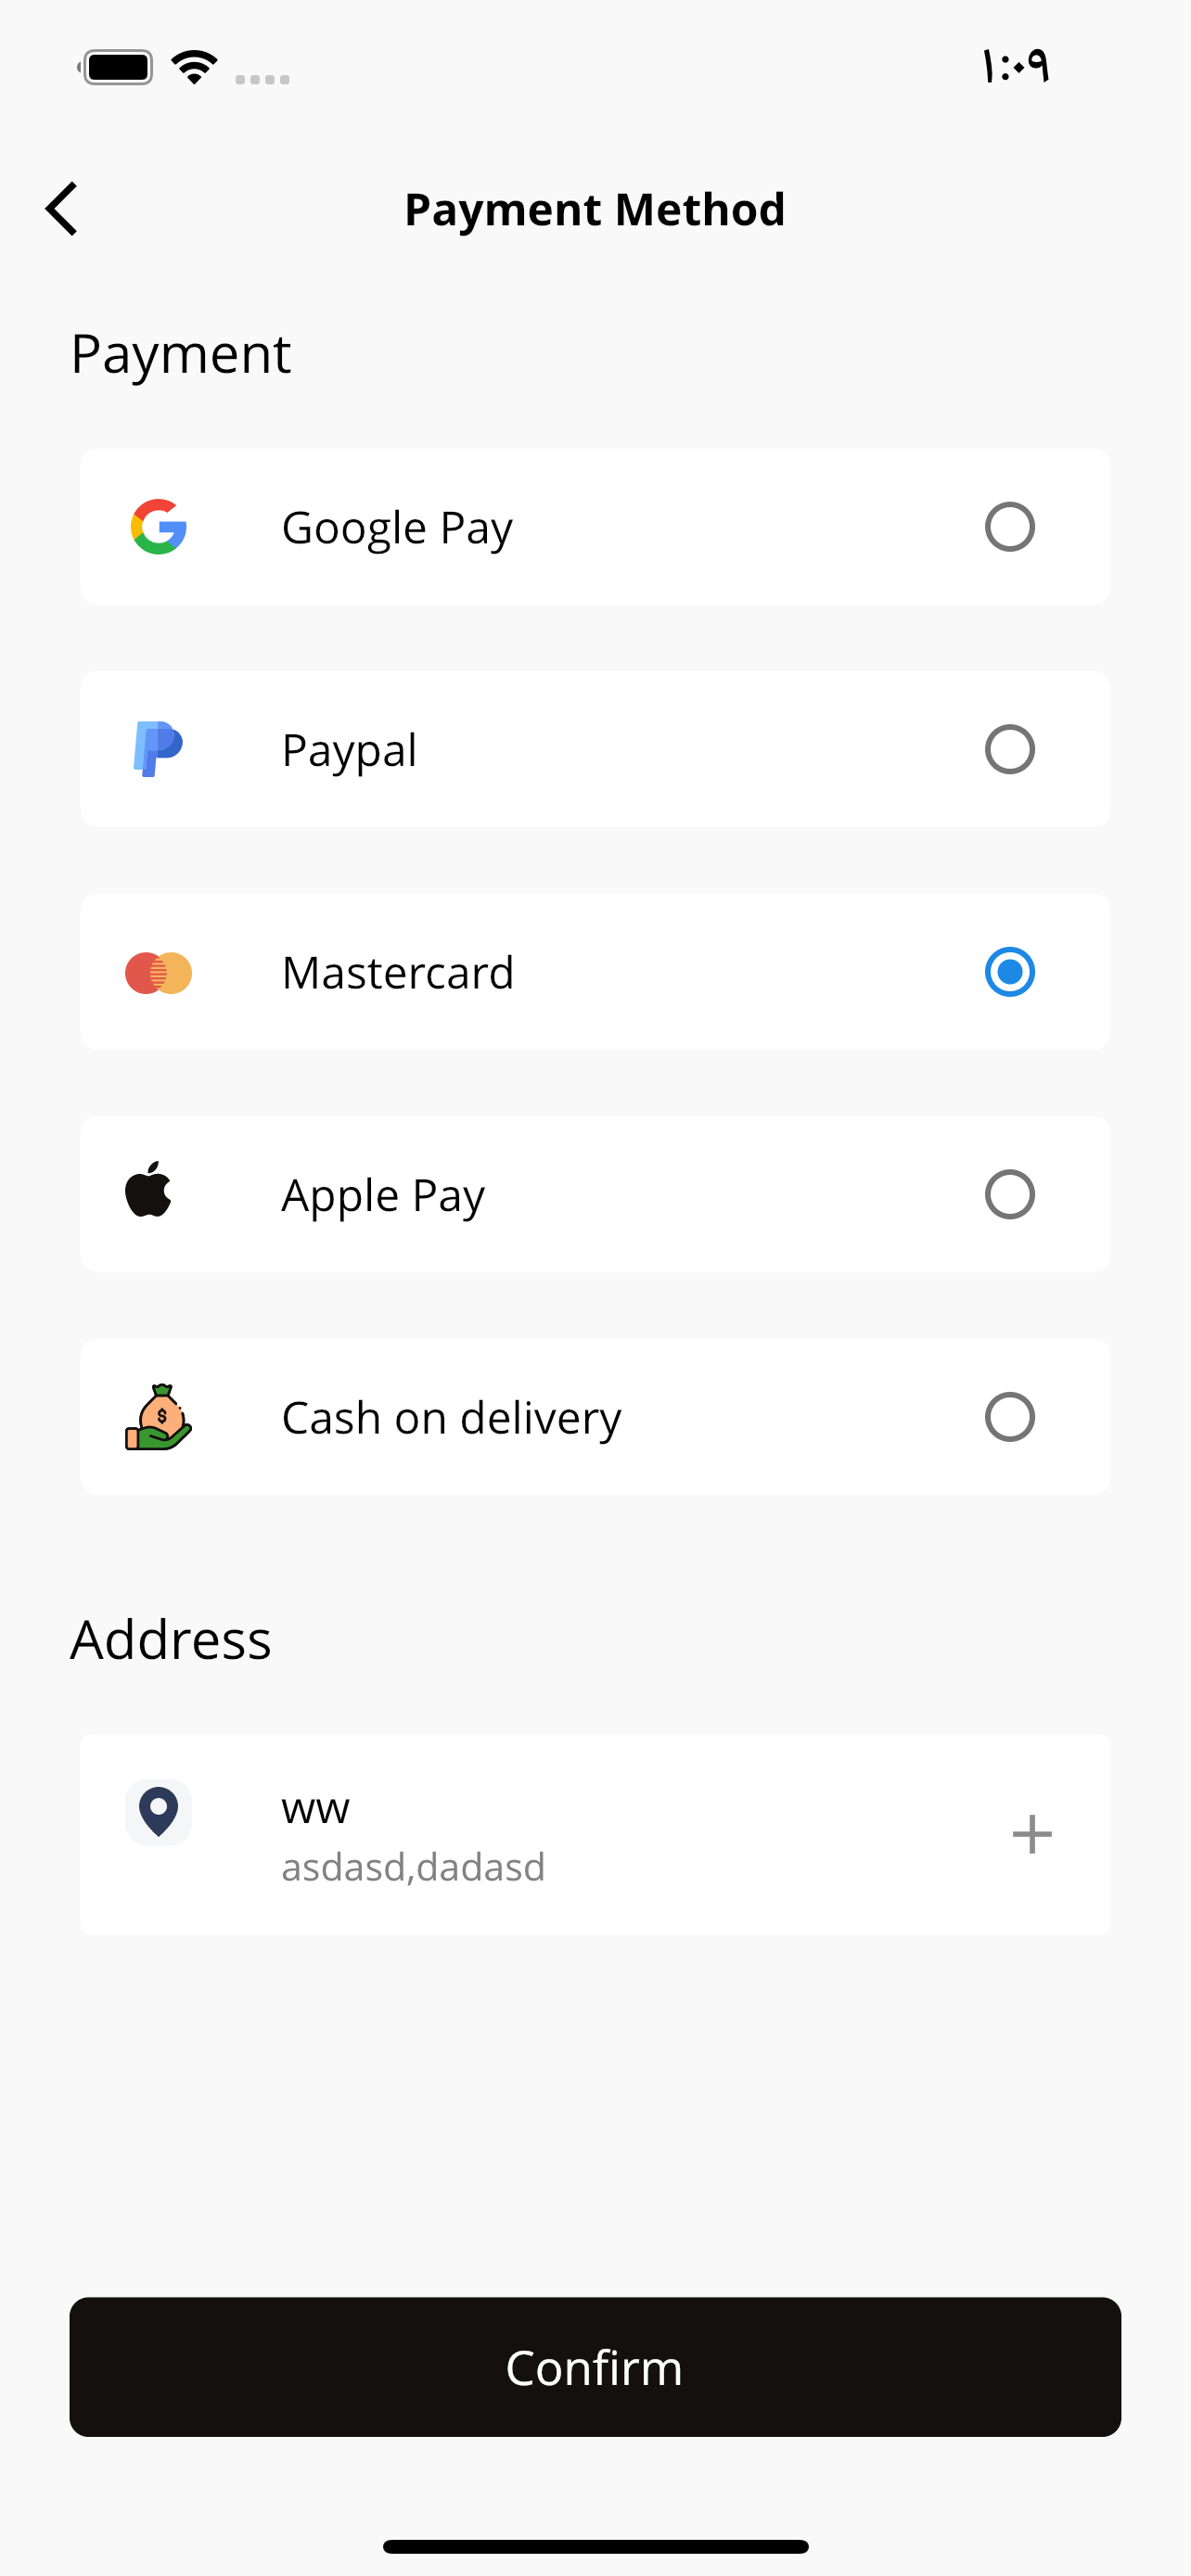 ١:٠٩
Payment Method
Payment
Google Pay
Paypal
Mastercard
Apple Pay
$
Cash on delivery
Address
ww
asdasd,dadasd
Confirm